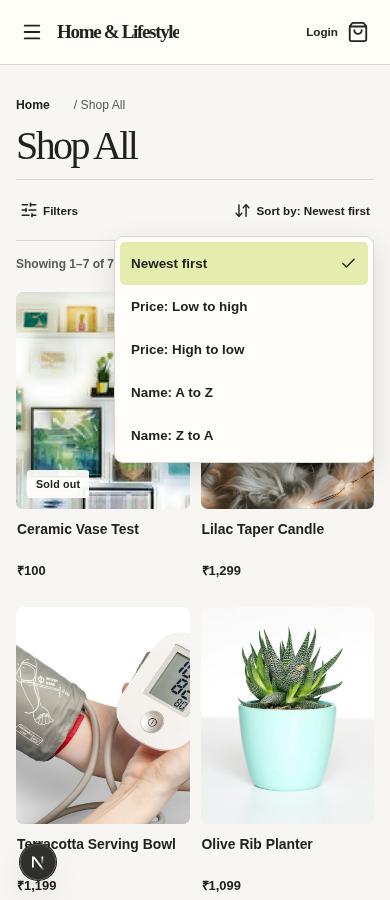 Home & Lifestyle
Login
Home / Shop All
Shop All
Filters
Sort by: Newest first
Showing 1–7 of 7
Newest first
Price: Low to high
Price: High to low
Name: A to Z
Name: Z to A
Sold out
Ceramic Vase Test
Lilac Taper Candle
₹100
₹1,299
Terracotta Serving Bowl
Olive Rib Planter
N
₹1,199
₹1,099